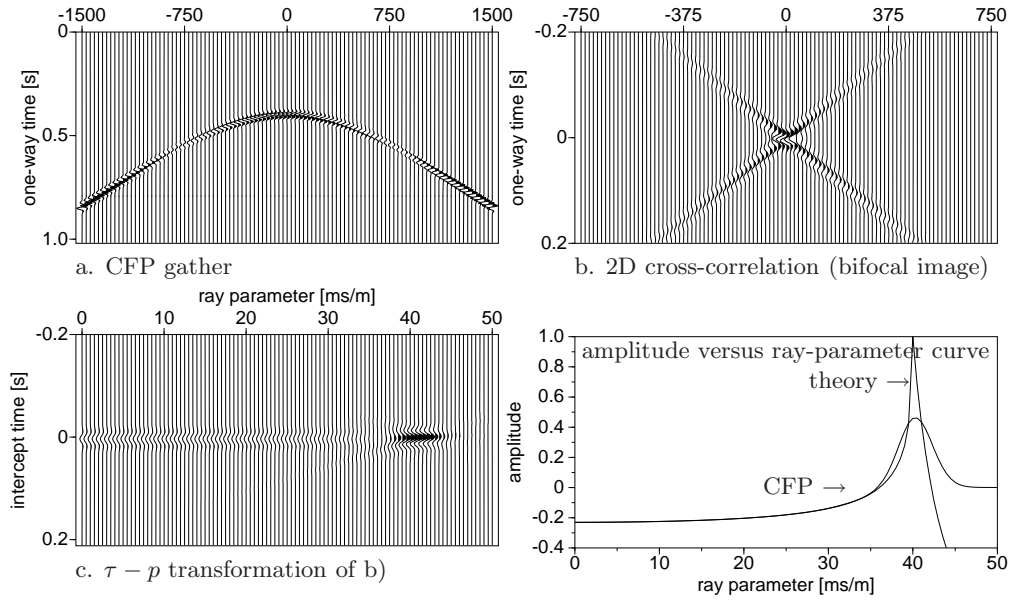 -1500 -750 0 750 1500
0
0.5
1.0
one-way time [s]
a. CFP gather
-750 -375 0 375 750
-0.2
0
0.2
one-way time [s]
b. 2D cross-correlation (bifocal image)
ray parameter [ms/m]
0 10 20 30 40 50
-0.2
0
0.2
intercept time [s]
c. τ − p transformation of b)
1.0
0.8
0.6
0.4
0.2
0
-0.2
-0.4
amplitude
amplitude versus ray-parameter curve
theory →
CFP →
0 10 20 30 40 50
ray parameter [ms/m]